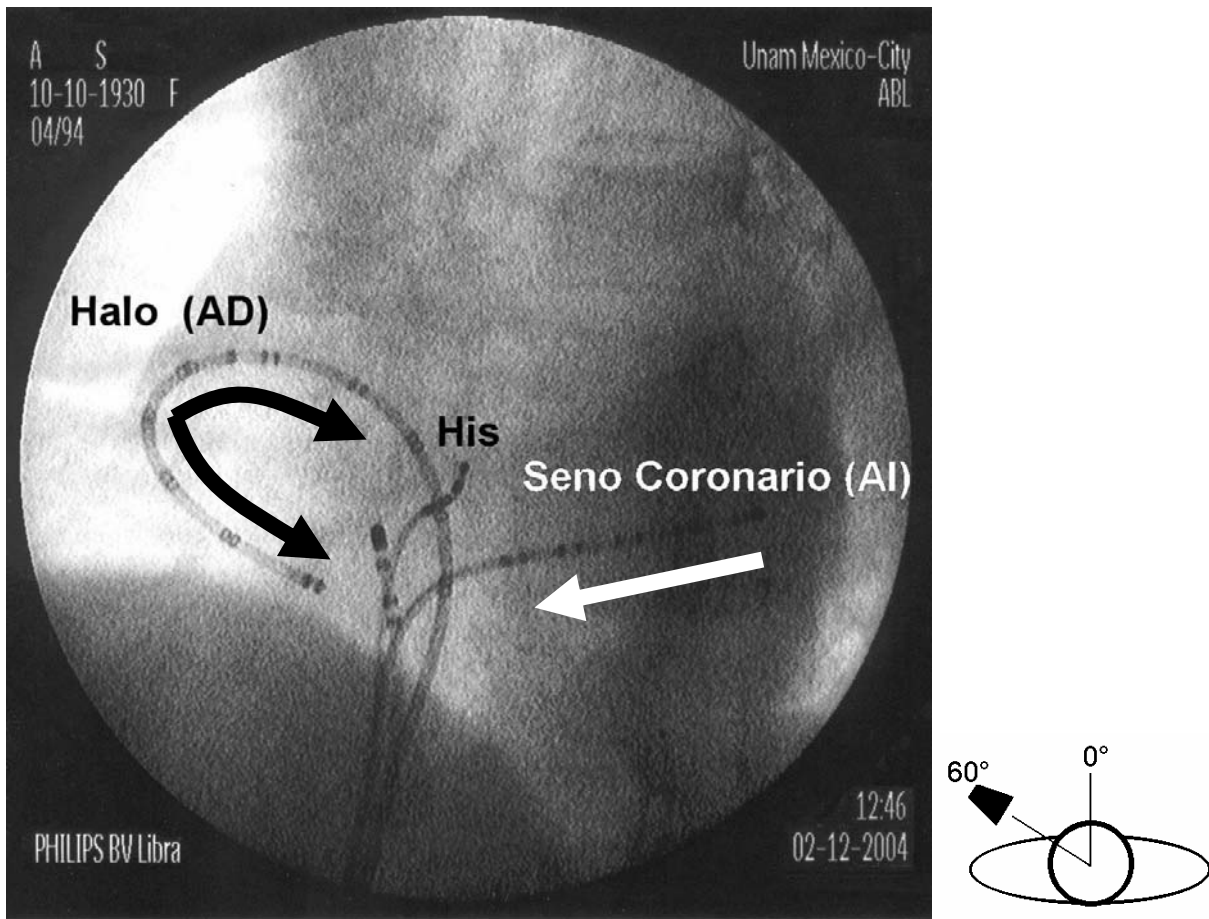 A S
10-10-1930 F
04/94
Unam Mexico-City
ABL
Halo (AD)
His
Seno Coronario (AI)
PHILIPS BV Libra
12:46
02-12-2004
60°
0°